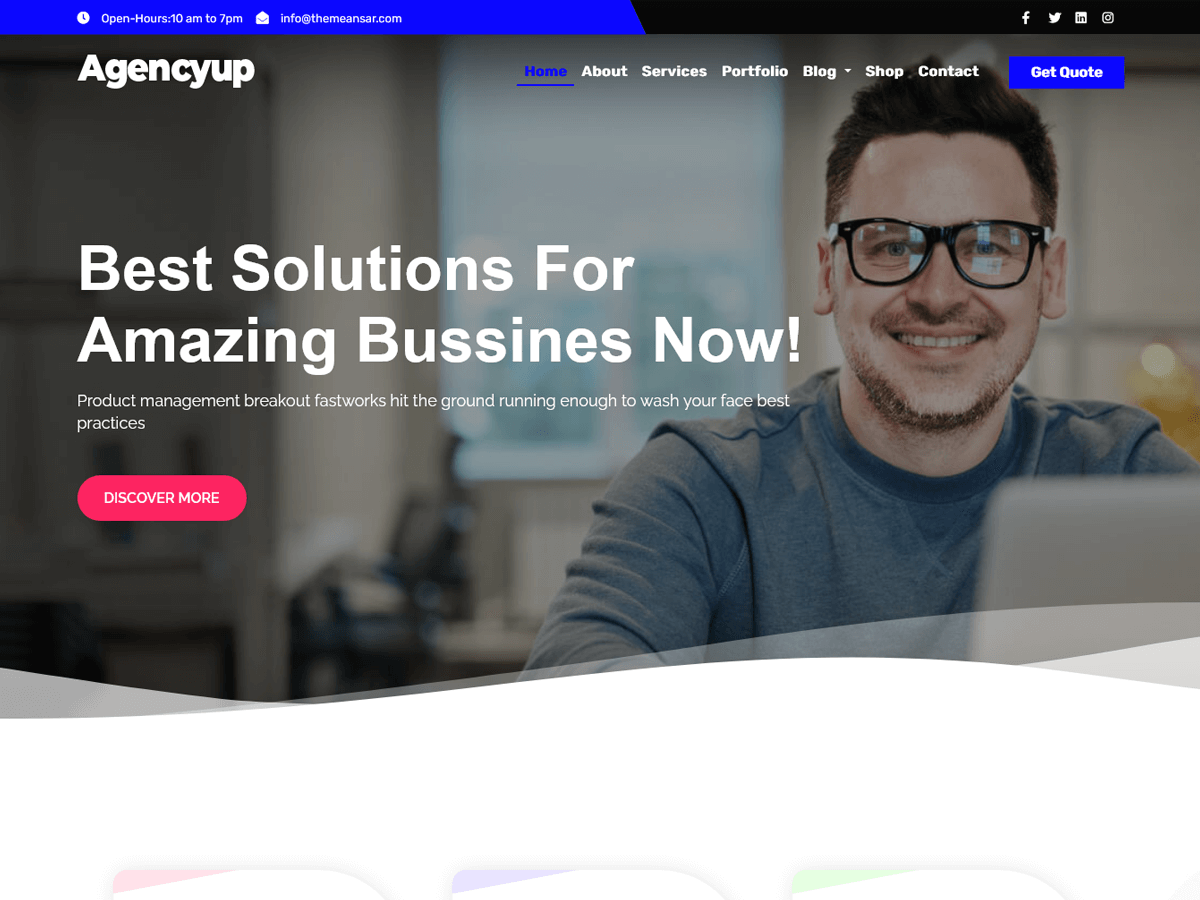 Open-Hours:10 am to 7pm info@themeansar.com
Agencyup
Home About Services Portfolio Blog Shop Contact Get Quote
Best Solutions For
Amazing Bussines Now!
Product management breakout fastworks hit the ground running enough to wash your face best
practices
DISCOVER MORE